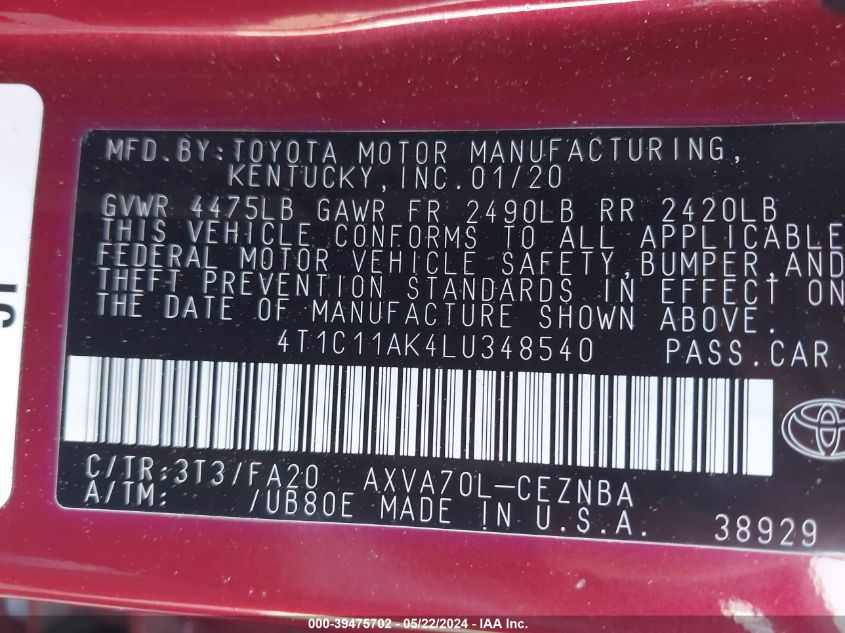 MFD.BY:TOYOTA MOTOR MANUFACTURING,
KENTUCKY,INC.01/20
GVWR 4475LB GAWR FR 2490LB RR 2420LB
THIS VEHICLE CONFORMS TO ALL APPLICABLE
FEDERAL MOTOR VEHICLE SAFETY,BUMPER,AND
THEFT PREVENTION STANDARDS IN EFFECT ON
THE DATE OF MANUFACTURE SHOWN ABOVE.
4T1C11AK4LU348540 PASS.CAR
C/TR:3T3/FA20 AXVA70L-CEZNBA
A/TM: /UB80E MADE IN U.S.A. 38929
000-39475702 - 05/22/2024 - IAA Inc.